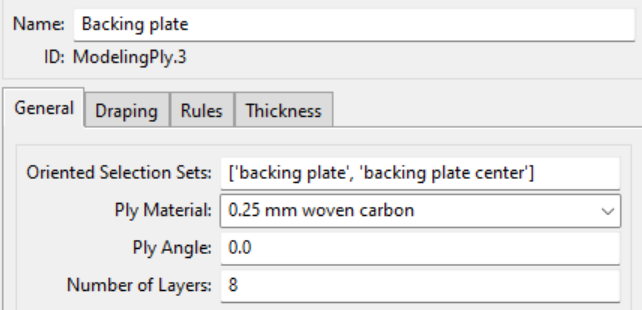 Name: Backing plate
ID: ModelingPly.3
General Draping Rules Thickness
Oriented Selection Sets: ['backing plate', 'backing plate center']
Ply Material: 0.25 mm woven carbon
Ply Angle: 0.0
Number of Layers: 8